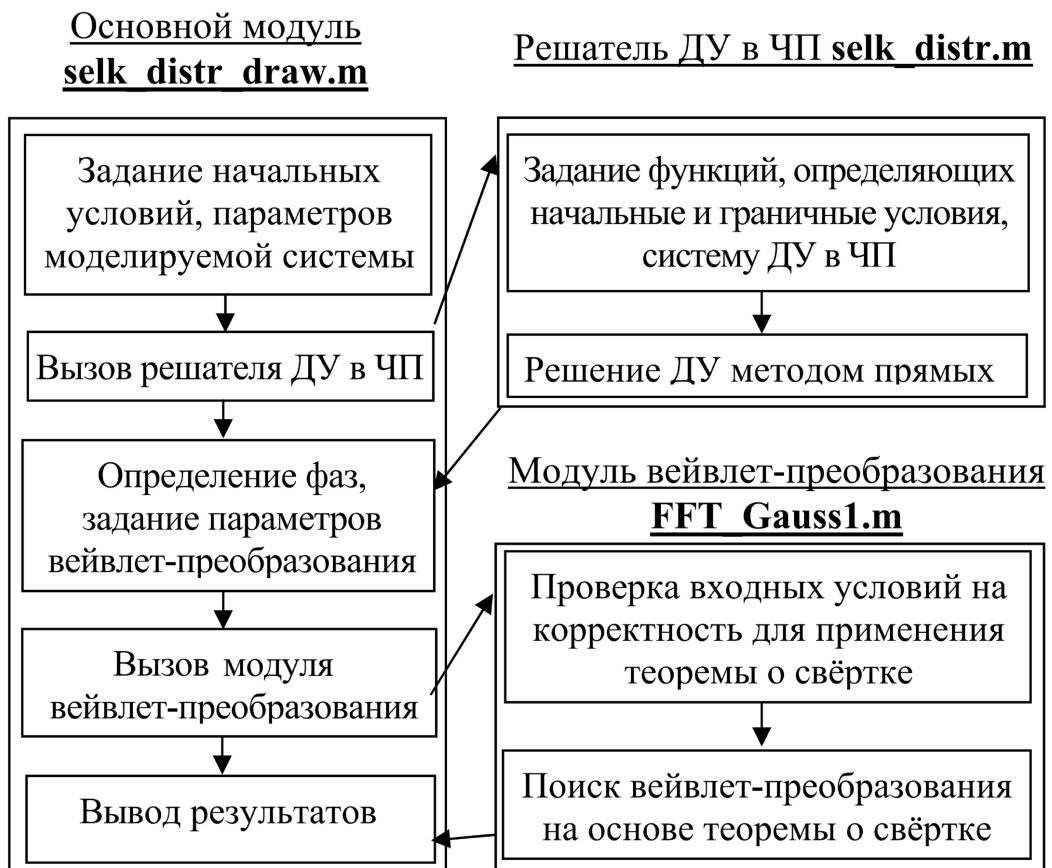 Основной модуль
selk_distr_draw.m
Задание начальных
условий, параметров
моделируемой системы
Вызов решателя ДУ в ЧП
Определение фаз,
задание параметров
вейвлет-преобразования
Вызов модуля
вейвлет-преобразования
Вывод результатов
Решатель ДУ в ЧП selk_distr.m
Задание функций, определяющих
начальные и граничные условия,
систему ДУ в ЧП
Решение ДУ методом прямых
Модуль вейвлет-преобразования
FFT_Gauss1.m
Проверка входных условий на
корректность для применения
теоремы о свёртке
Поиск вейвлет-преобразования
на основе теоремы о свёртке